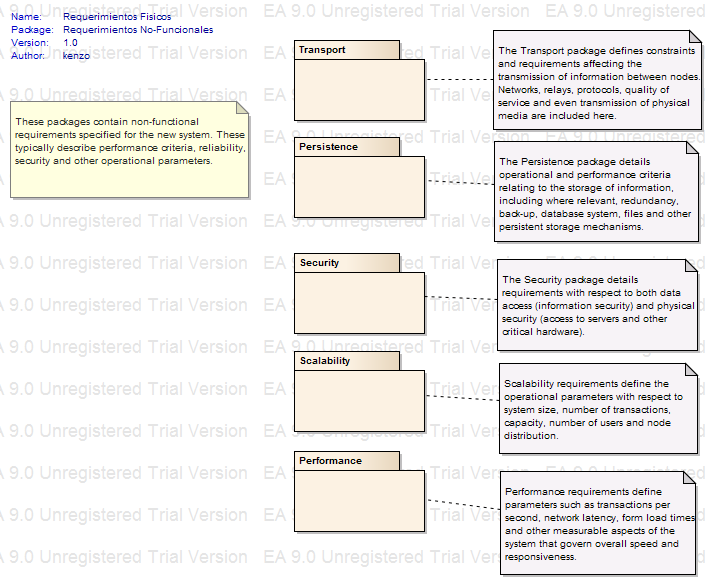 Name: Requerimientos Fisicos
Package: Requerimientos No-Funcionales
Version: 1.0
Author: kenzo
These packages contain non-functional
requirements specified for the new system. These
typically describe performance criteria, reliability,
security and other operational parameters.
Transport
The Transport package defines constraints
and requirements affecting the
transmission of information between nodes.
Networks, relays, protocols, quality of
service and even transmission of physical
media are included here.
Persistence
The Persistence package details
operational and performance criteria
relating to the storage of information,
including where relevant, redundancy,
back-up, database system, files and other
persistent storage mechanisms.
Security
The Security package details
requirements with respect to both data
access (information security) and physical
security (access to servers and other
critical hardware).
Scalability
Scalability requirements define the
operational parameters with respect to
system size, number of transactions,
capacity, number of users and node
distribution.
Performance
Performance requirements define
parameters such as transactions per
second, network latency, form load times
and other measurable aspects of the
system that govern overall speed and
responsiveness.
EA 9.0 Unregistered Trial Version